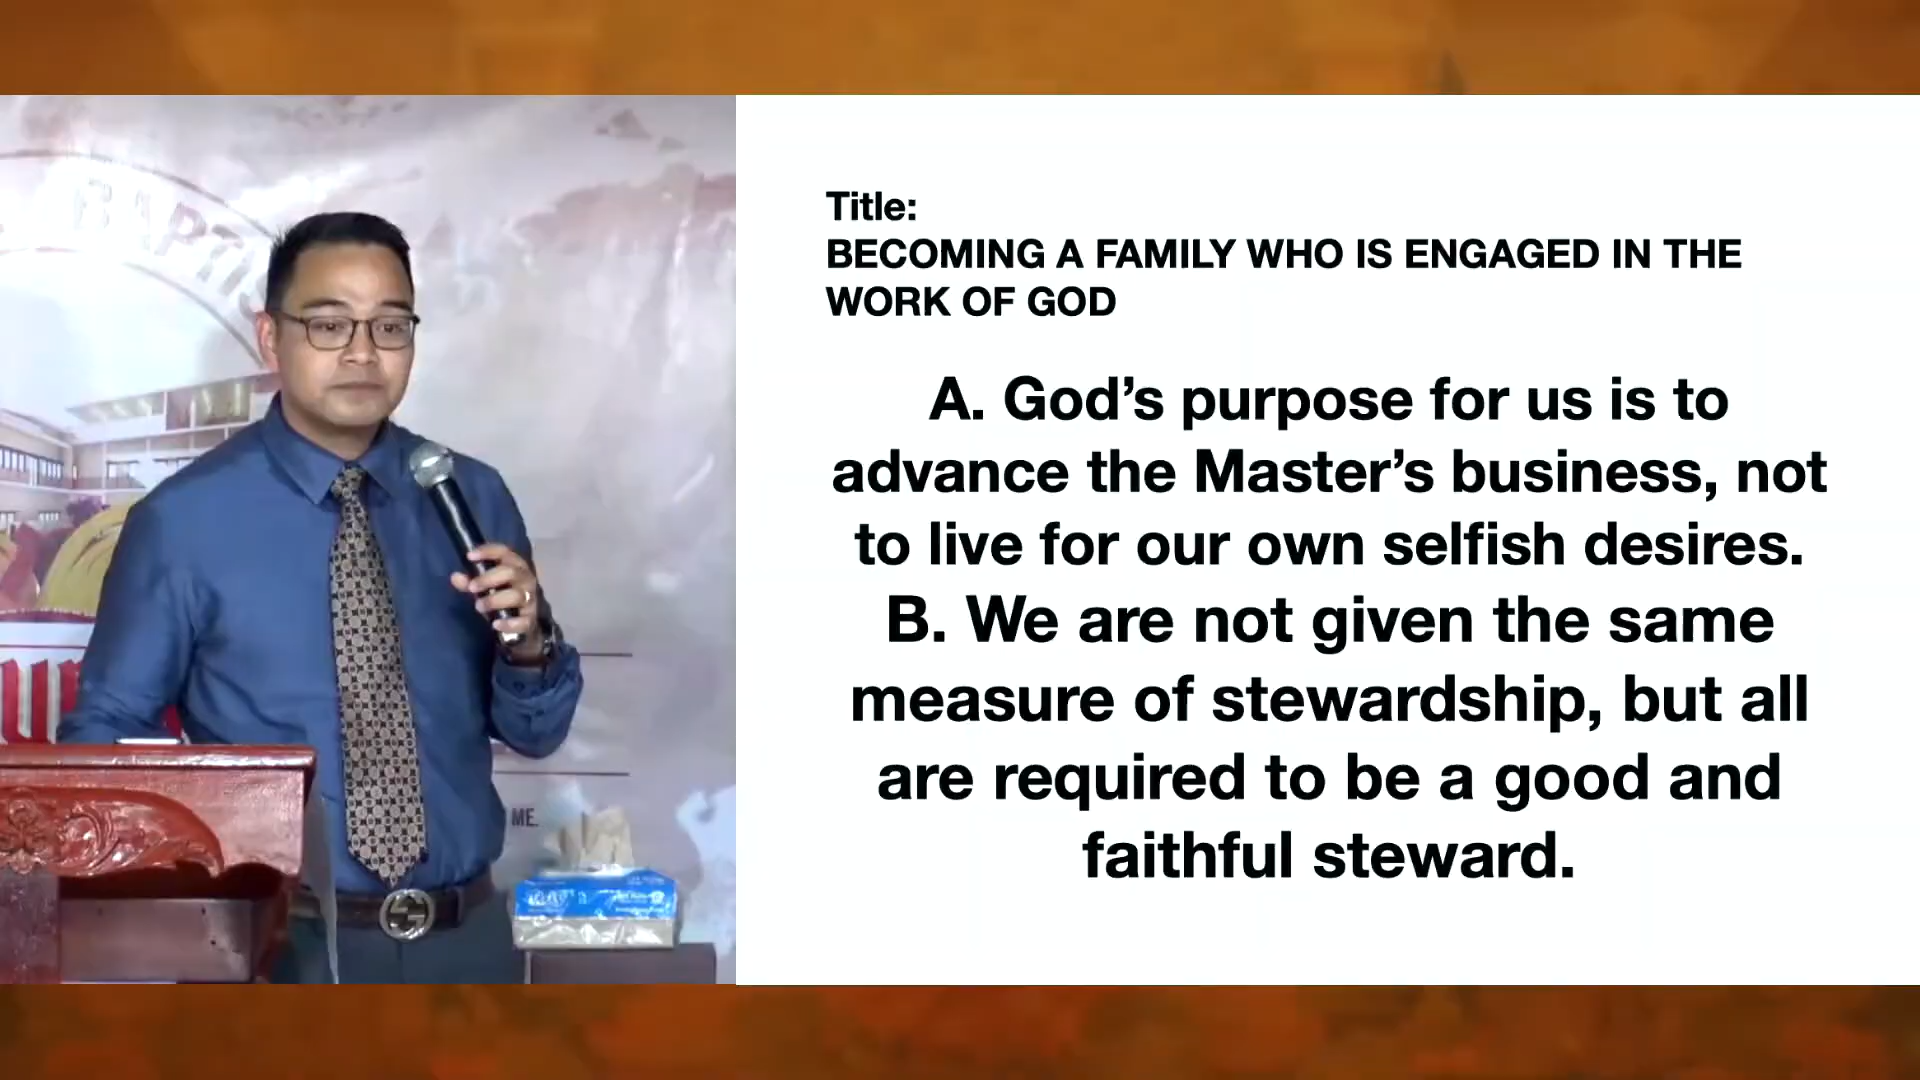 BAPTIS
Title:
BECOMING A FAMILY WHO IS ENGAGED IN THE
WORK OF GOD
A. God’s purpose for us is to
advance the Master’s business, not
to live for our own selfish desires.
B. We are not given the same
measure of stewardship, but all
are required to be a good and
faithful steward.
ME.